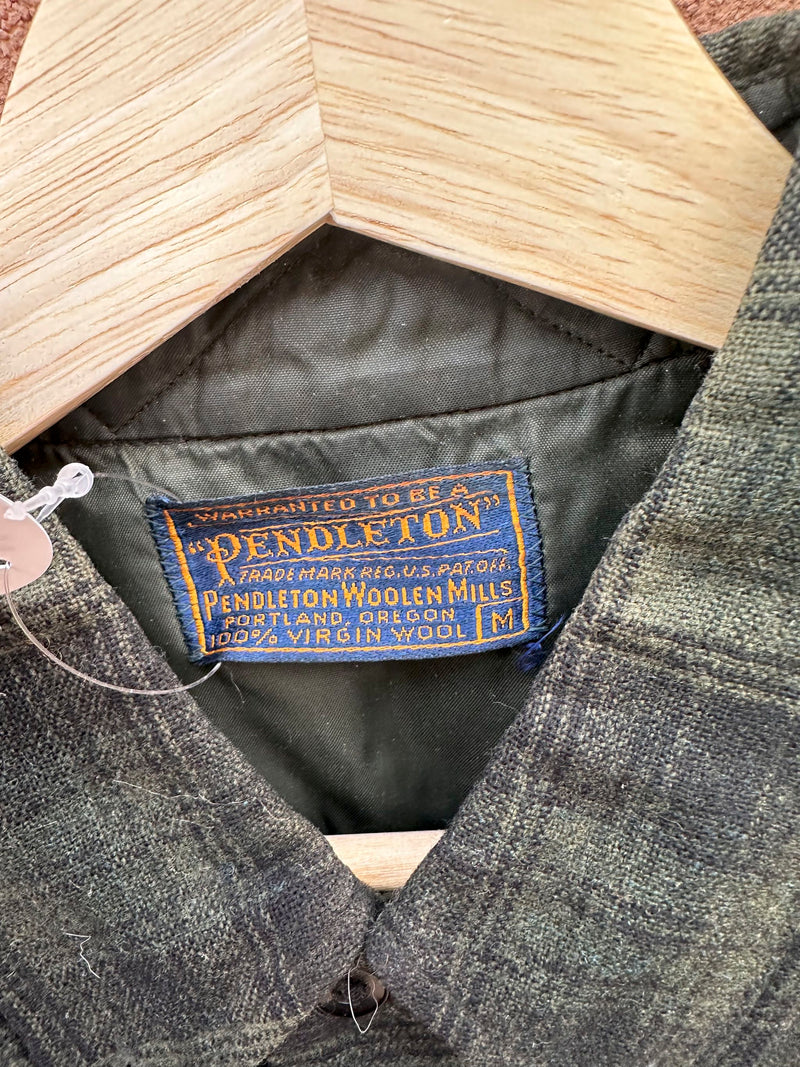 WARRANTED TO BE A
"PENDLETON"
TRADE MARK REG. U.S. PAT. OFF.
PENDLETON WOOLEN MILLS
PORTLAND, OREGON
100% VIRGIN WOOL M